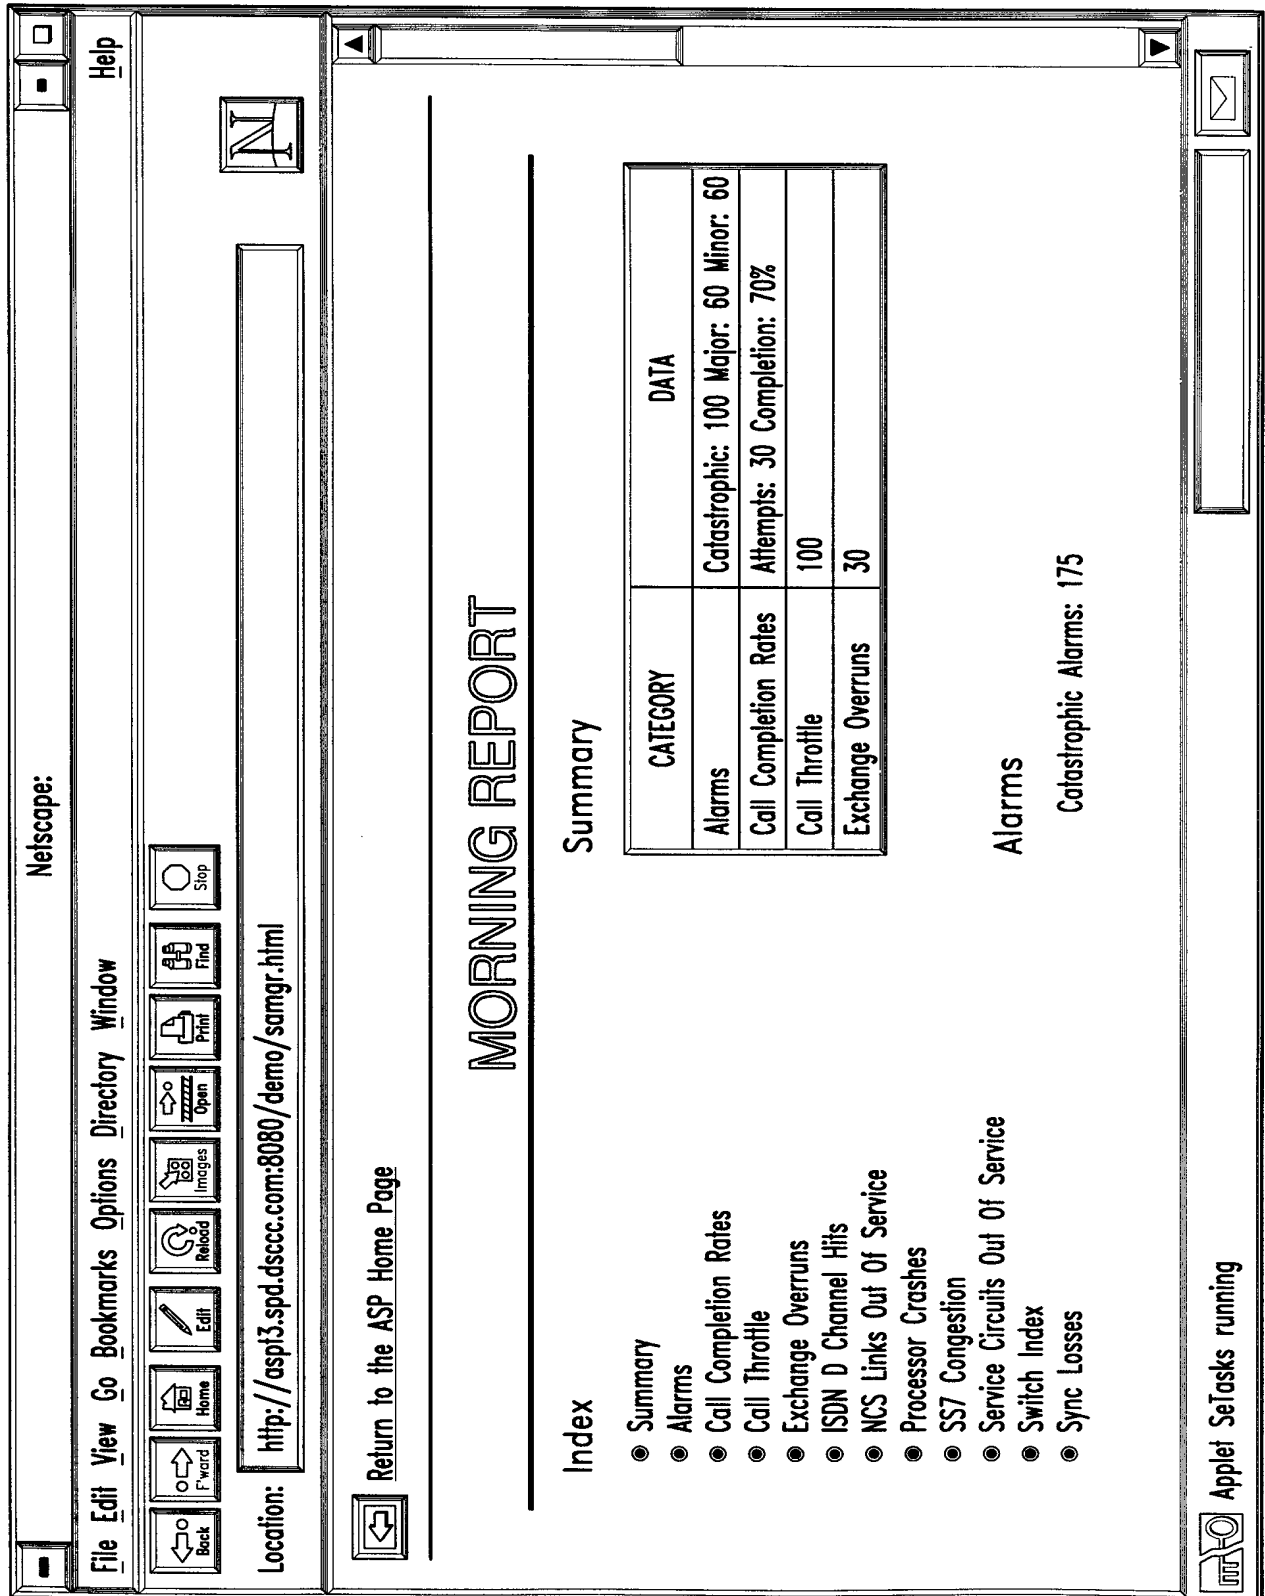 Netscape:
File Edit View Go Bookmarks Options Directory Window Help
Back F'ward Home Edit Reload Images Open Print Find Stop
N
Location: http://aspt3.spd.dsccc.com:8080/demo/samgr.html
Return to the ASP Home Page
MORNING REPORT
Index
Summary
Alarms
Call Completion Rates
Call Throttle
Exchange Overruns
ISDN D Channel Hits
NCS Links Out Of Service
Processor Crashes
SS7 Congestion
Service Circuits Out Of Service
Switch Index
Sync Losses
Summary
CATEGORY DATA
Alarms Catastrophic: 100 Major: 60 Minor: 60
Call Completion Rates Attempts: 30 Completion: 70%
Call Throttle 100
Exchange Overruns 30
Alarms
Catastrophic Alarms: 175
Applet SeTasks running